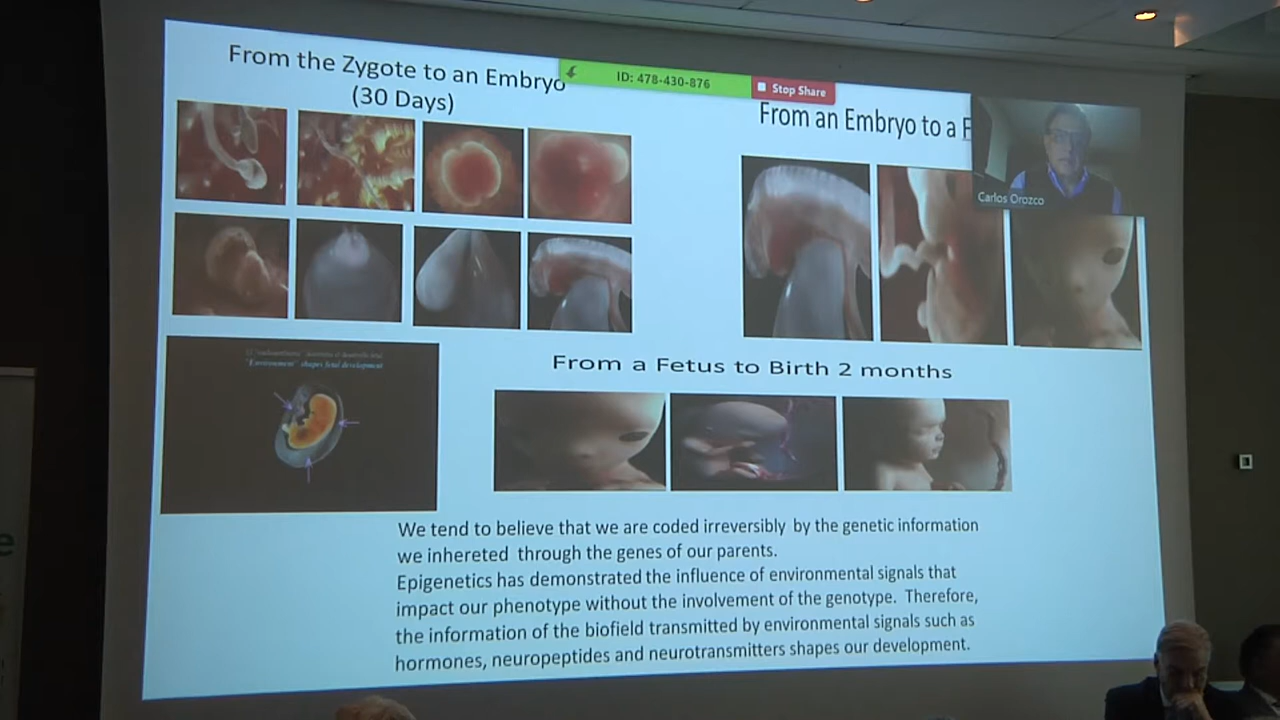 From the Zygote to an Embryo
(30 Days)
ID: 478-430-876
Stop Share
From an Embryo to a F
Carlos Orozco
"Environment" shapes fetal development
From a Fetus to Birth 2 months
We tend to believe that we are coded irreversibly by the genetic information
we inhereted through the genes of our parents.
Epigenetics has demonstrated the influence of environmental signals that
impact our phenotype without the involvement of the genotype. Therefore,
the information of the biofield transmitted by environmental signals such as
hormones, neuropeptides and neurotransmitters shapes our development.
e